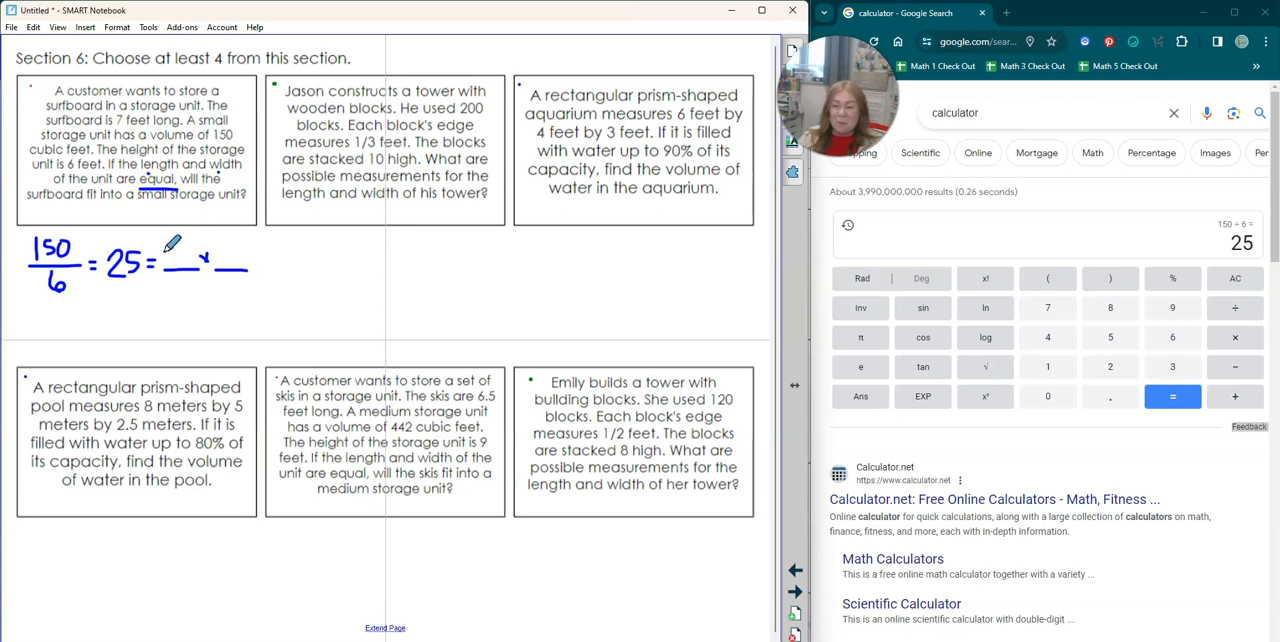 Untitled * - SMART Notebook
File Edit View Insert Format Tools Add-ons Account Help
Section 6: Choose at least 4 from this section.
A customer wants to store a
surfboard in a storage unit. The
surfboard is 7 feet long. A small
storage unit has a volume of 150
cubic feet. The height of the storage
unit is 6 feet. If the length and width
of the unit are equal, will the
surfboard fit into a small storage unit?
Jason constructs a tower with
wooden blocks. He used 200
blocks. Each block's edge
measures 1/3 feet. The blocks
are stacked 10 high. What are
possible measurements for the
length and width of his tower?
A rectangular prism-shaped
aquarium measures 6 feet by
4 feet by 3 feet. If it is filled
with water up to 90% of its
capacity, find the volume of
water in the aquarium.
150
6
= 25 = __ × __
A rectangular prism-shaped
pool measures 8 meters by 5
meters by 2.5 meters. If it is
filled with water up to 80% of
its capacity, find the volume
of water in the pool.
A customer wants to store a set of
skis in a storage unit. The skis are 6.5
feet long. A medium storage unit
has a volume of 442 cubic feet.
The height of the storage unit is 9
feet. If the length and width of the
unit are equal, will the skis fit into a
medium storage unit?
Emily builds a tower with
building blocks. She used 120
blocks. Each block's edge
measures 1/2 feet. The blocks
are stacked 8 high. What are
possible measurements for the
length and width of her tower?
Extend Page
calculator - Google Search
google.com/sear...
Math 1 Check Out Math 3 Check Out Math 5 Check Out
calculator
pping Scientific Online Mortgage Math Percentage Images Per
About 3,990,000,000 results (0.26 seconds)
150 ÷ 6 =
25
Rad Deg x! ( ) % AC
Inv sin ln 7 8 9 ÷
π cos log 4 5 6 ×
e tan √ 1 2 3 −
Ans EXP xʸ 0 . = +
Feedback
Calculator.net
https://www.calculator.net
Calculator.net: Free Online Calculators - Math, Fitness ...
Online calculator for quick calculations, along with a large collection of calculators on math,
finance, fitness, and more, each with in-depth information.
Math Calculators
This is a free online math calculator together with a variety ...
Scientific Calculator
This is an online scientific calculator with double-digit ...